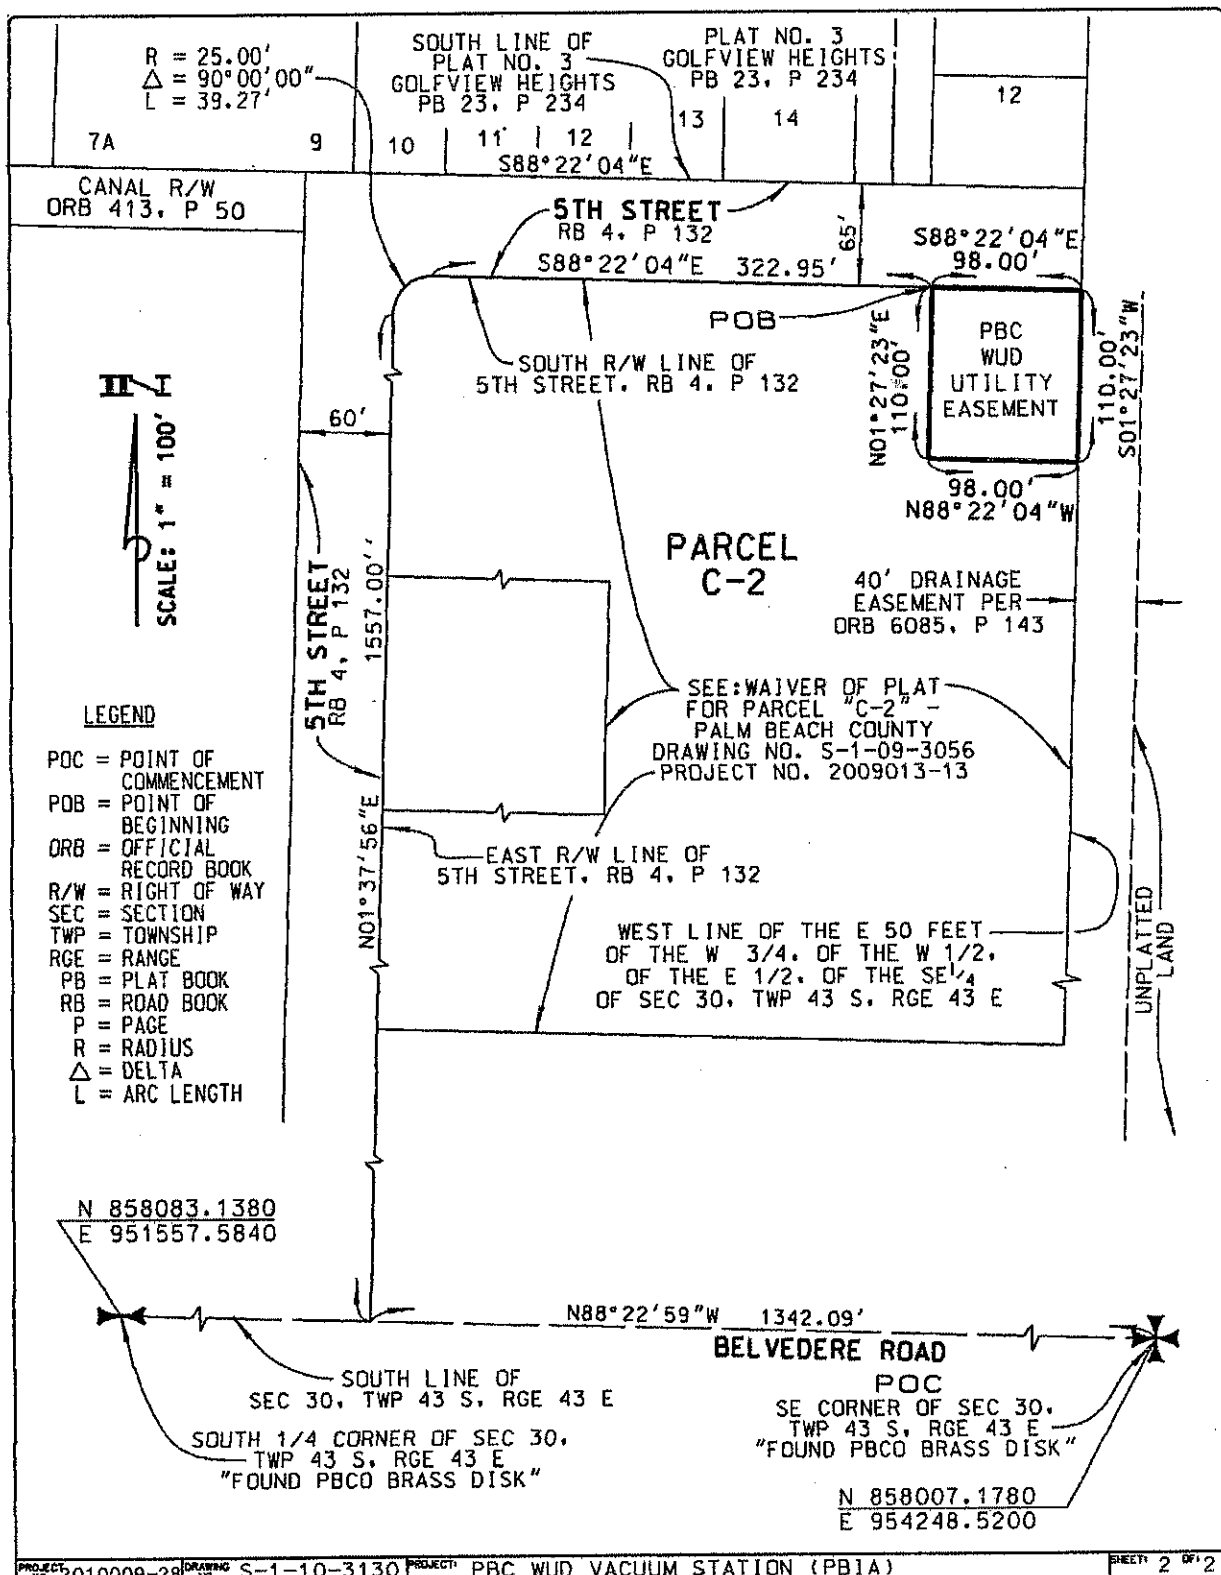 R = 25.00'
Δ = 90°00'00"
L = 39.27'
SOUTH LINE OF
PLAT NO. 3
GOLFVIEW HEIGHTS
PB 23, P 234
PLAT NO. 3
GOLFVIEW HEIGHTS
PB 23, P 234
12
7A
9
10
11
12
13
14
S88°22'04"E
CANAL R/W
ORB 413, P 50
5TH STREET
RB 4, P 132
65'
S88°22'04"E 322.95'
S88°22'04"E
98.00'
POB
PBC
WUD
UTILITY
EASEMENT
N01°27'23"E
110.00'
110.00'
S01°27'23"W
SOUTH R/W LINE OF
5TH STREET, RB 4, P 132
60'
98.00'
N88°22'04"W
SCALE: 1" = 100'
PARCEL
C-2
5TH STREET
RB 4, P 132
1557.00''
40' DRAINAGE
EASEMENT PER
ORB 6085, P 143
SEE:WAIVER OF PLAT
FOR PARCEL "C-2" -
PALM BEACH COUNTY
DRAWING NO. S-1-09-3056
PROJECT NO. 2009013-13
LEGEND
POC = POINT OF
COMMENCEMENT
POB = POINT OF
BEGINNING
ORB = OFFICIAL
RECORD BOOK
R/W = RIGHT OF WAY
SEC = SECTION
TWP = TOWNSHIP
RGE = RANGE
PB = PLAT BOOK
RB = ROAD BOOK
P = PAGE
R = RADIUS
Δ = DELTA
L = ARC LENGTH
N01°37'56"E
EAST R/W LINE OF
5TH STREET, RB 4, P 132
WEST LINE OF THE E 50 FEET
OF THE W 3/4, OF THE W 1/2,
OF THE E 1/2, OF THE SE1/4
OF SEC 30, TWP 43 S, RGE 43 E
UNPLATTED
LAND
N 858083.1380
E 951557.5840
N88°22'59"W 1342.09'
BELVEDERE ROAD
SOUTH LINE OF
SEC 30, TWP 43 S, RGE 43 E
SOUTH 1/4 CORNER OF SEC 30,
TWP 43 S, RGE 43 E
"FOUND PBCO BRASS DISK"
POC
SE CORNER OF SEC 30,
TWP 43 S, RGE 43 E
"FOUND PBCO BRASS DISK"
N 858007.1780
E 954248.5200
PROJECT: 2010009-28 DRAWING S-1-10-3130 PROJECT: PBC WUD VACUUM STATION (PBIA) SHEET: 2 OF: 2